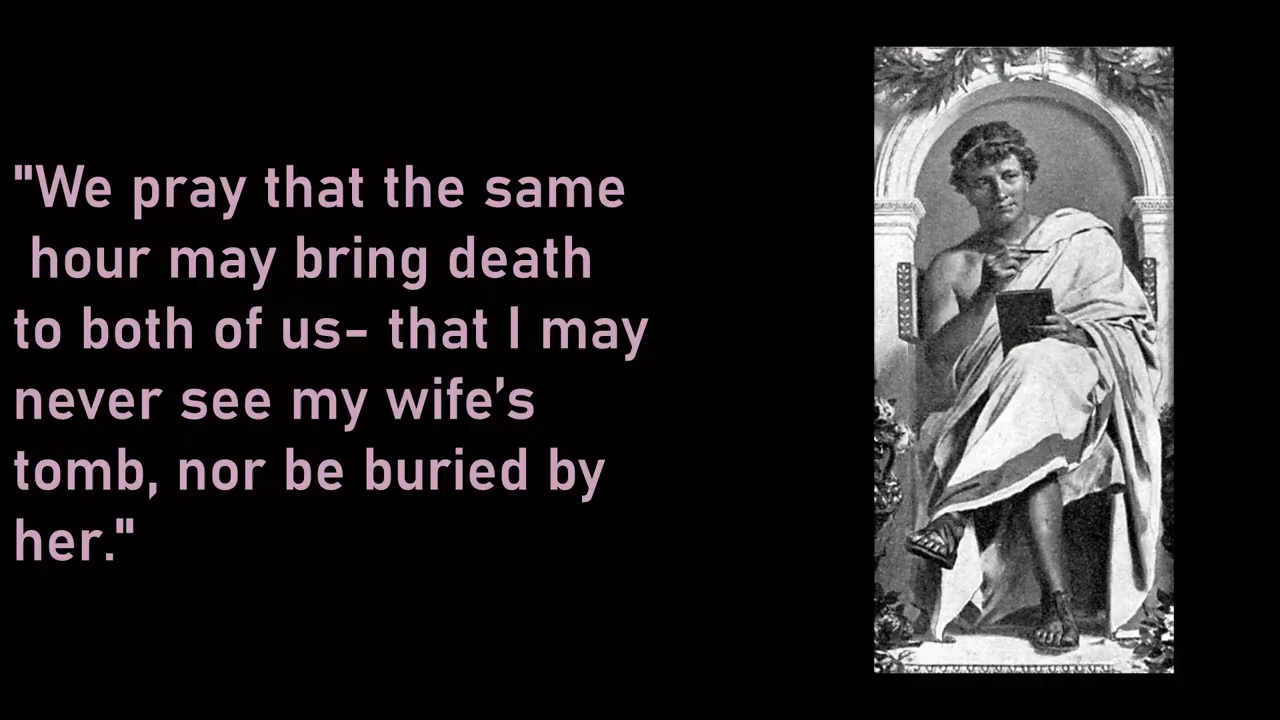 "We pray that the same
hour may bring death
to both of us- that I may
never see my wife’s
tomb, nor be buried by
her."